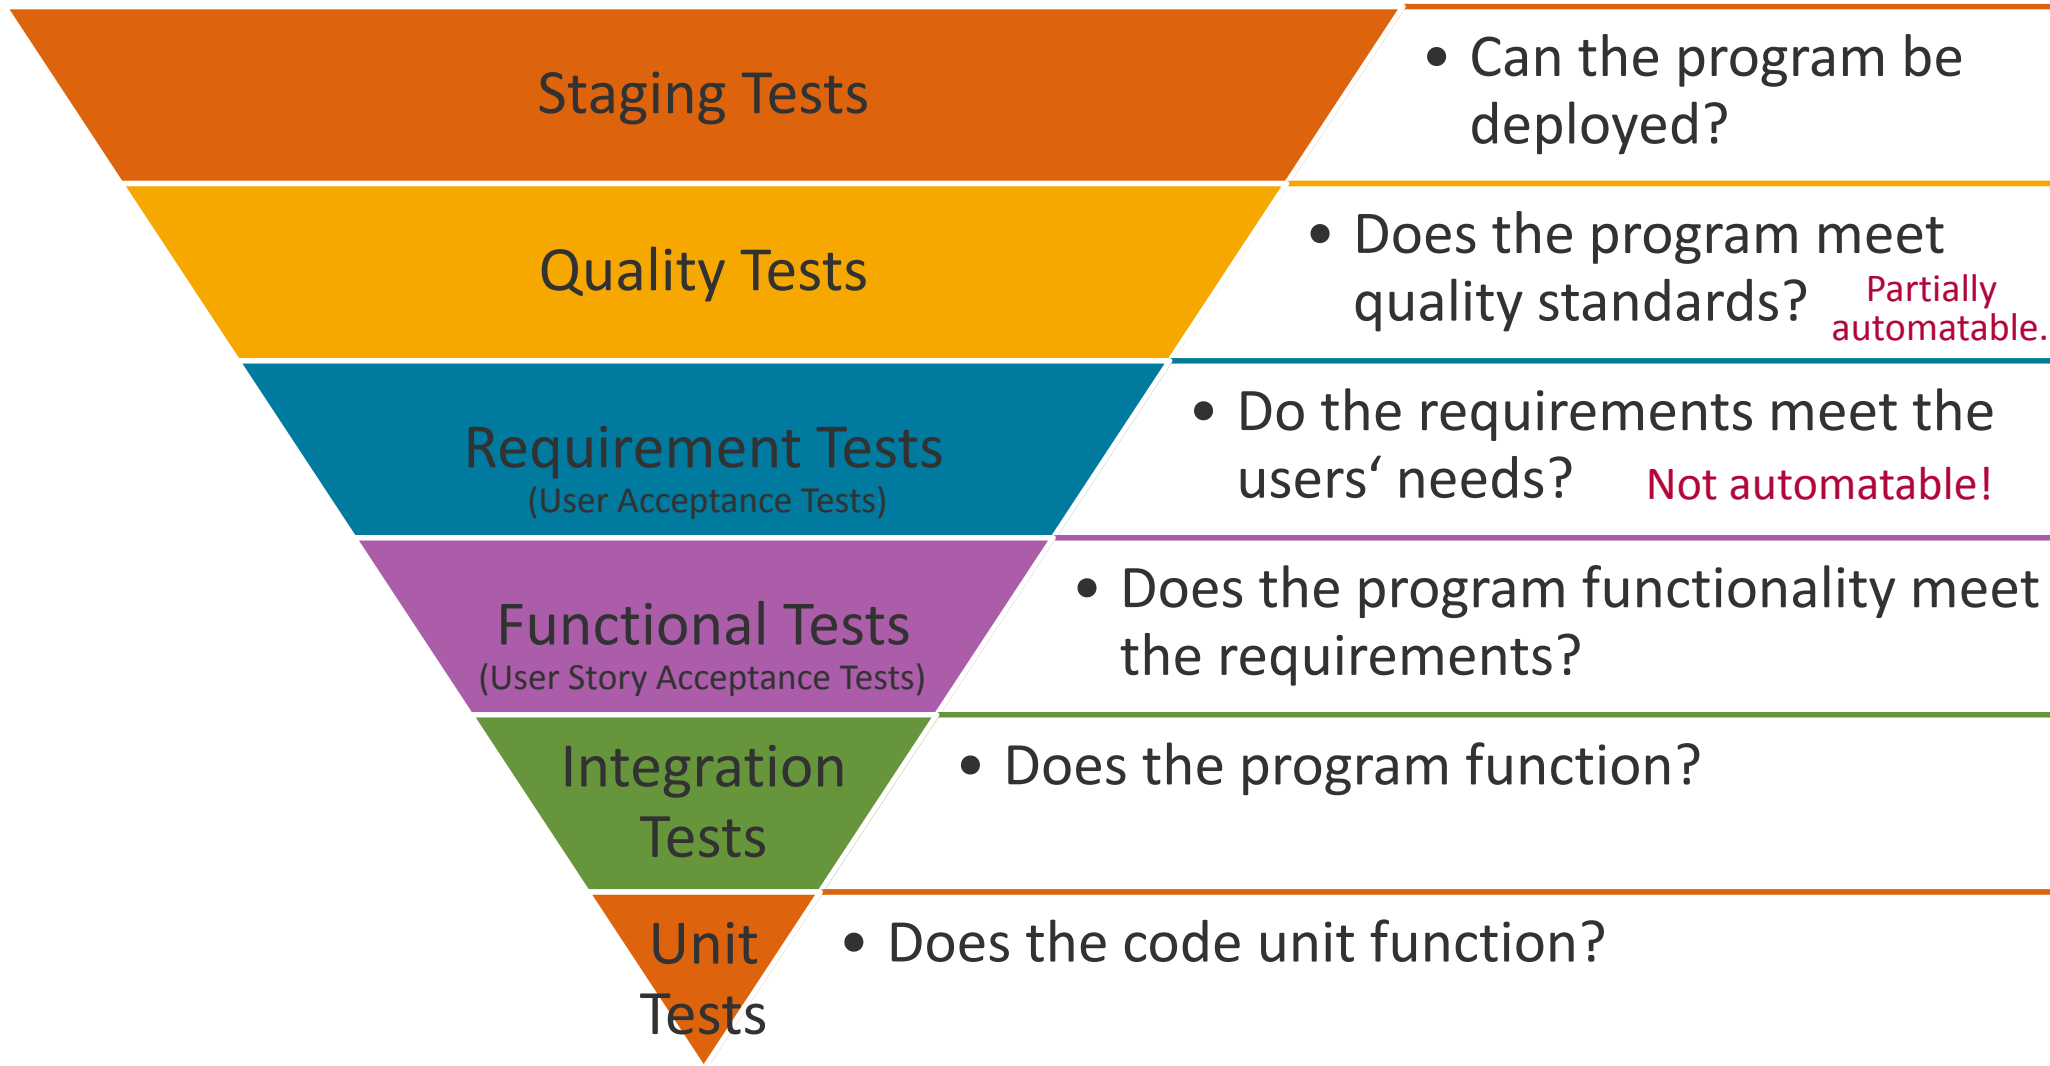 Staging Tests
• Can the program be
deployed?
Quality Tests
• Does the program meet
quality standards?
Partially
automatable.
Requirement Tests
(User Acceptance Tests)
• Do the requirements meet the
users‘ needs?
Not automatable!
Functional Tests
(User Story Acceptance Tests)
• Does the program functionality meet
the requirements?
Integration
Tests
• Does the program function?
Unit
Tests
• Does the code unit function?